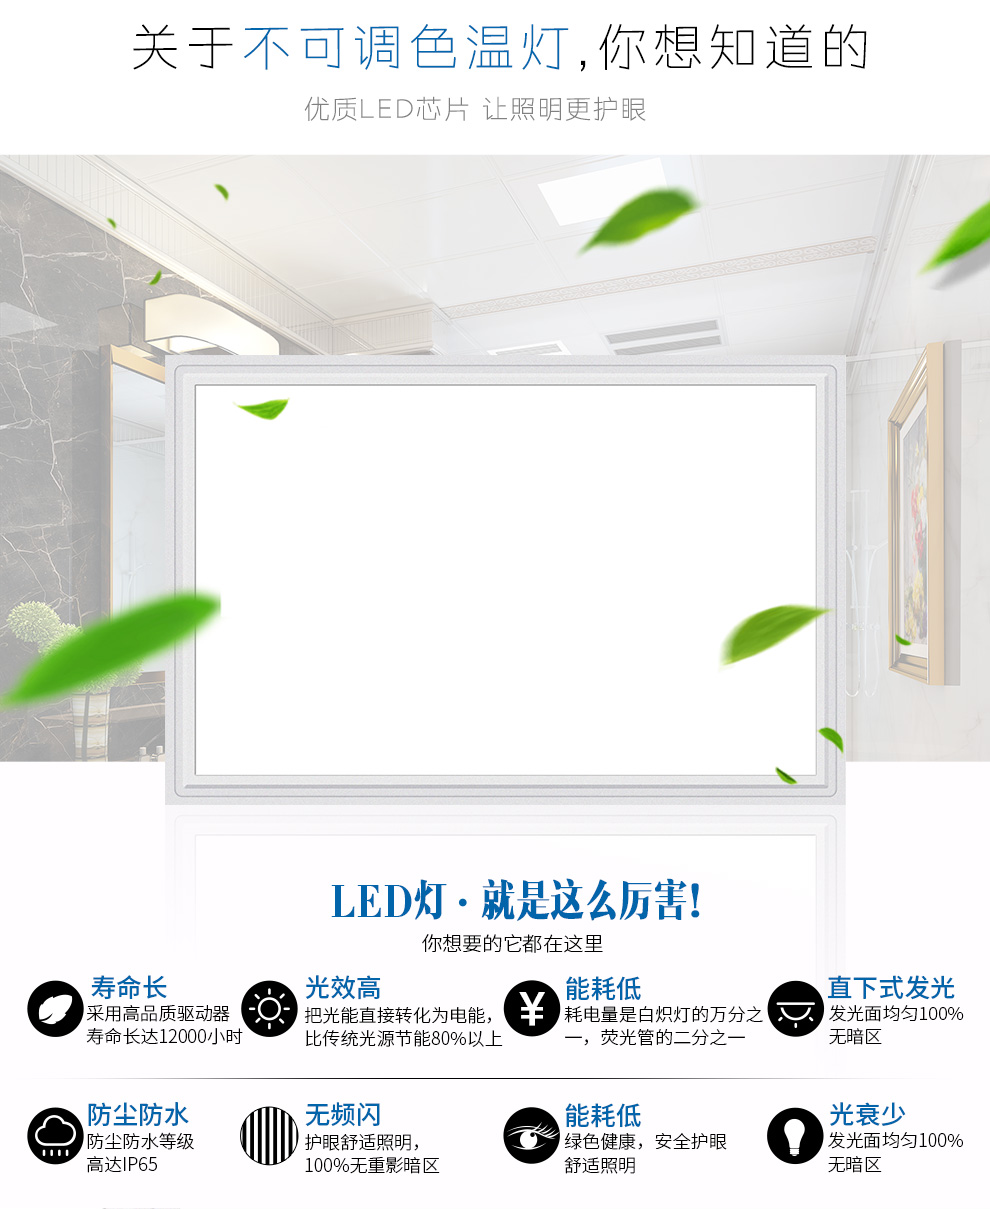 关于不可调色温灯,你想知道的
优质LED芯片 让照明更护眼
LED灯·就是这么厉害!
你想要的它都在这里
寿命长
采用高品质驱动器
寿命长达12000小时
光效高
把光能直接转化为电能，
比传统光源节能80%以上
能耗低
耗电量是白炽灯的万分之
一，荧光管的二分之一
直下式发光
发光面均匀100%
无暗区
防尘防水
防尘防水等级
高达IP65
无频闪
护眼舒适照明，
100%无重影暗区
能耗低
绿色健康，安全护眼
舒适照明
光衰少
发光面均匀100%
无暗区